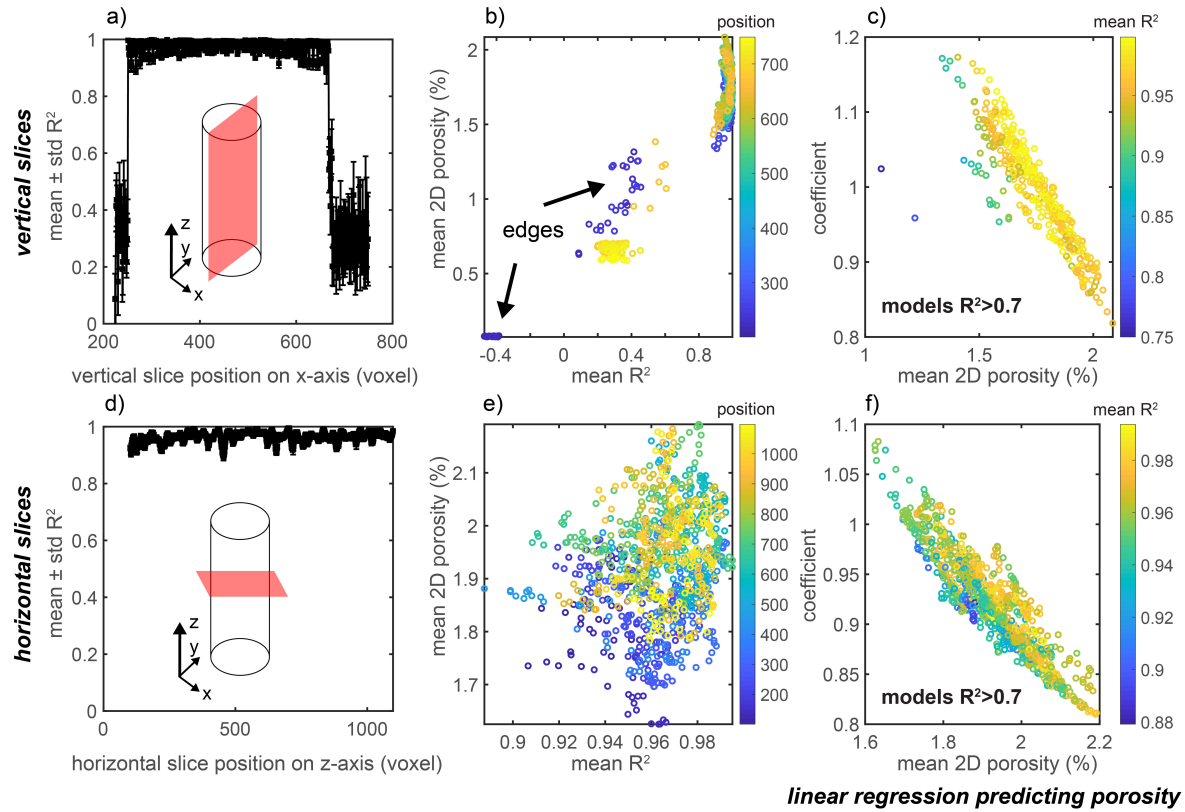 a)
b)
c)
vertical slices
mean ± std R²
1
0.8
0.6
0.4
0.2
0
200
400
600
800
z
y
x
vertical slice position on x-axis (voxel)
mean 2D porosity (%)
2
1.5
1
0.5
-0.4
0
0.4
0.8
mean R²
edges
position
700
600
500
400
300
coefficient
1.2
1.1
1
0.9
0.8
1
1.5
2
mean 2D porosity (%)
models R²>0.7
mean R²
0.95
0.9
0.85
0.8
0.75
d)
e)
f)
horizontal slices
mean ± std R²
1
0.8
0.6
0.4
0.2
0
0
500
1000
z
y
x
horizontal slice position on z-axis (voxel)
mean 2D porosity (%)
2.1
2
1.9
1.8
1.7
0.9
0.92
0.94
0.96
0.98
mean R²
position
1000
900
800
700
600
500
400
300
200
100
coefficient
1.1
1.05
1
0.95
0.9
0.85
0.8
1.6
1.8
2
2.2
mean 2D porosity (%)
models R²>0.7
mean R²
0.98
0.96
0.94
0.92
0.9
0.88
linear regression predicting porosity